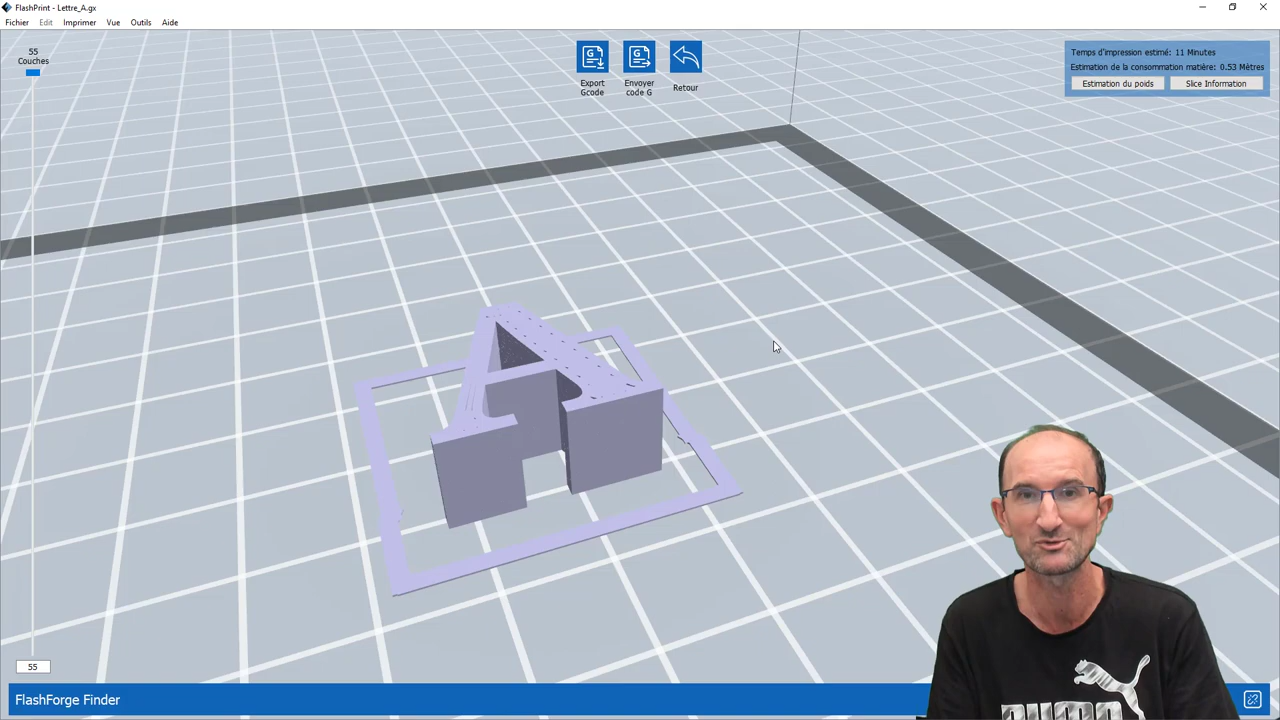 FlashPrint - Lettre_A.gx
Fichier Edit Imprimer Vue Outils Aide
55
Couches
Export
Gcode
Envoyer
code G
Retour
Temps d'impression estimé: 11 Minutes
Estimation de la consommation matière: 0.53 Mètres
Estimation du poids Slice Information
55
FlashForge Finder
PUMA